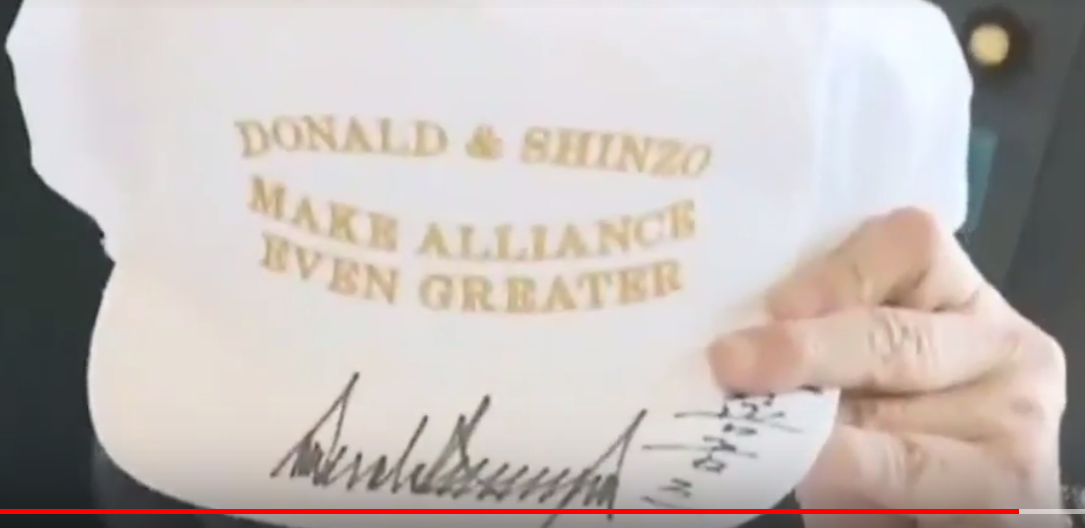 DONALD & SHINZO
MAKE ALLIANCE
EVEN GREATER